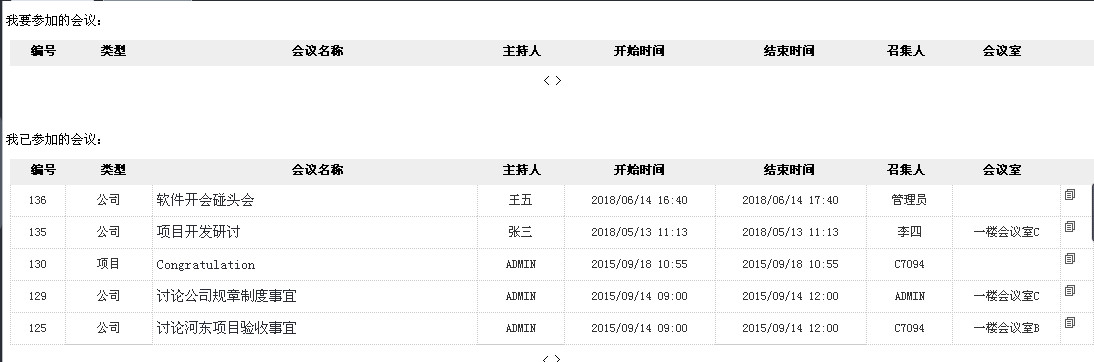 我要参加的会议：
编号 类型 会议名称 主持人 开始时间 结束时间 召集人 会议室
< >
我已参加的会议：
编号 类型 会议名称 主持人 开始时间 结束时间 召集人 会议室
136 公司 软件开会碰头会 王五 2018/06/14 16:40 2018/06/14 17:40 管理员
135 公司 项目开发研讨 张三 2018/05/13 11:13 2018/05/13 11:13 李四 一楼会议室C
130 项目 Congratulation ADMIN 2015/09/18 10:55 2015/09/18 10:55 C7094
129 公司 讨论公司规章制度事宜 ADMIN 2015/09/14 09:00 2015/09/14 12:00 ADMIN 一楼会议室C
125 公司 讨论河东项目验收事宜 ADMIN 2015/09/14 09:00 2015/09/14 12:00 C7094 一楼会议室B
< >